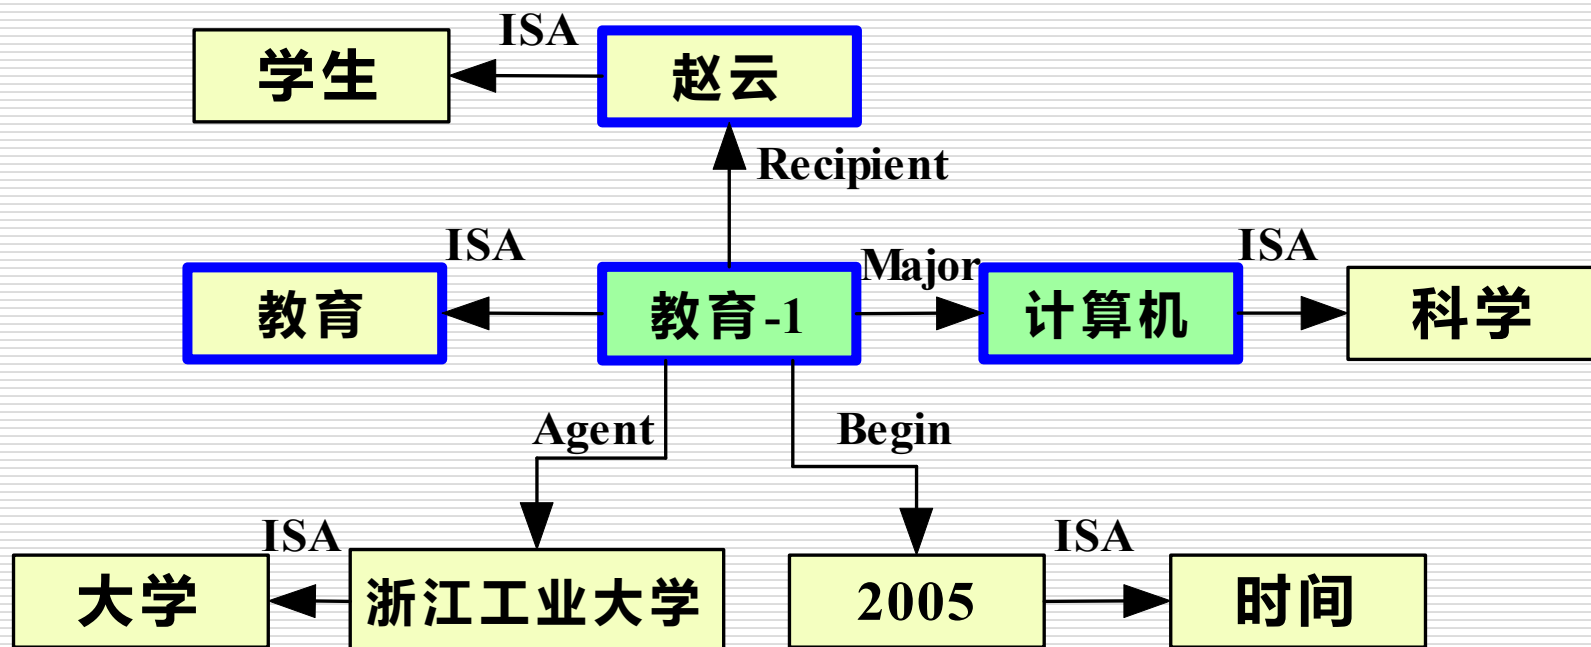 ISA
学生
赵云
Recipient
ISA
Major
ISA
教育
教育-1
计算机
科学
Agent
Begin
ISA
ISA
大学
浙江工业大学
2005
时间